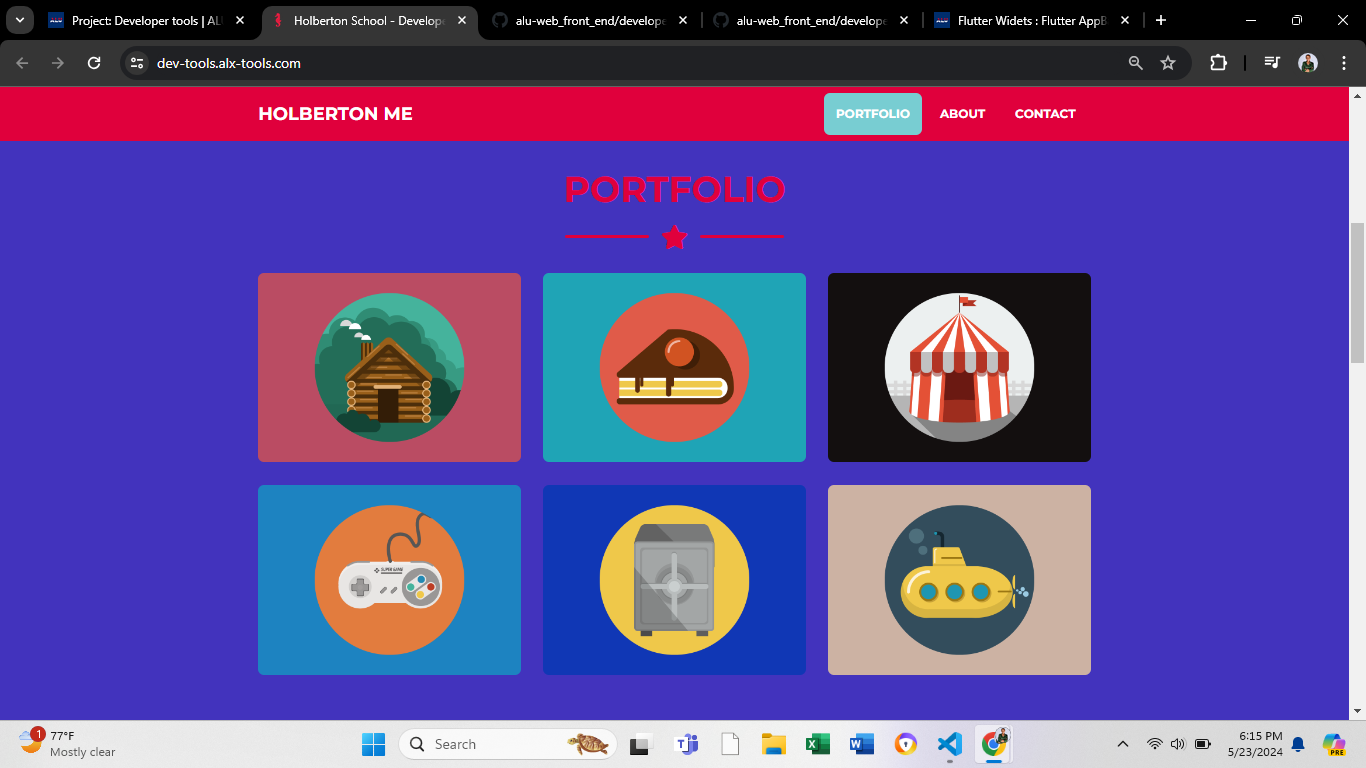 Project: Developer tools | AL
Holberton School - Develope
alu-web_front_end/develope
alu-web_front_end/develope
Flutter Widets : Flutter AppB
dev-tools.alx-tools.com
HOLBERTON ME
PORTFOLIO
ABOUT
CONTACT
PORTFOLIO
SUPER GAME
1
77°F
Mostly clear
Search
6:15 PM
5/23/2024
PRE